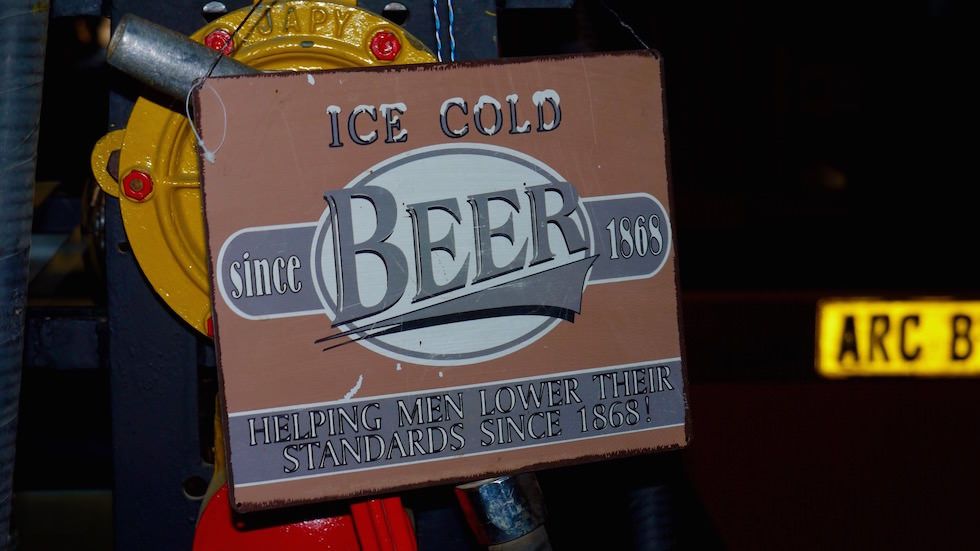 JAPY
ICE COLD
BEER
since 1868
HELPING MEN LOWER THEIR
STANDARDS SINCE 1868!
ARC B